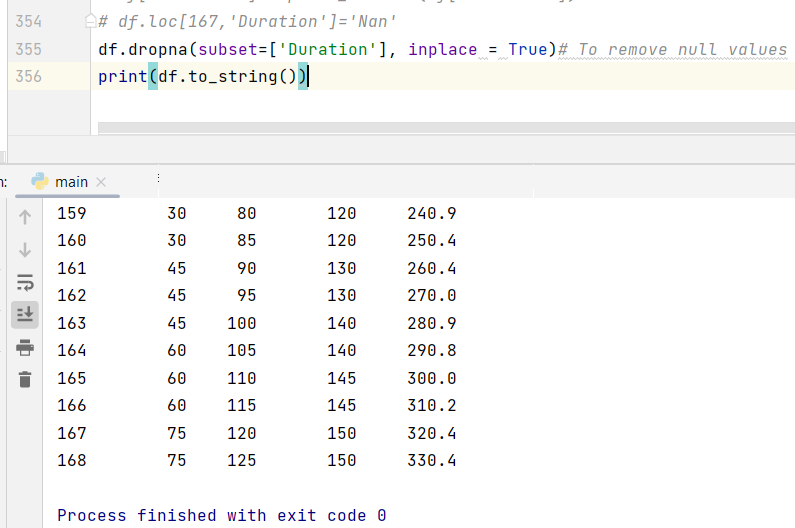 354 # df.loc[167,'Duration']='Nan'
355 df.dropna(subset=['Duration'], inplace = True)# To remove null values
356 print(df.to_string())
main
159 30 80 120 240.9
160 30 85 120 250.4
161 45 90 130 260.4
162 45 95 130 270.0
163 45 100 140 280.9
164 60 105 140 290.8
165 60 110 145 300.0
166 60 115 145 310.2
167 75 120 150 320.4
168 75 125 150 330.4
Process finished with exit code 0